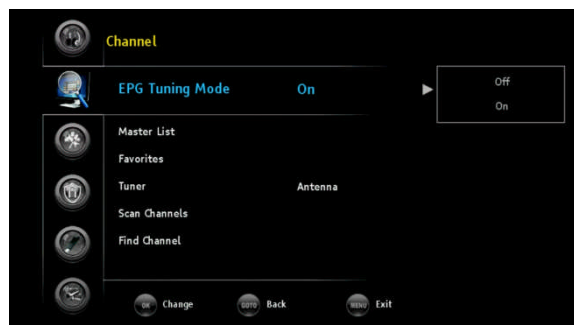 Channel
EPG Tuning Mode On
Off
On
Master List
Favorites
Tuner Antenna
Scan Channels
Find Channel
OK Change GOTO Back MENU Exit